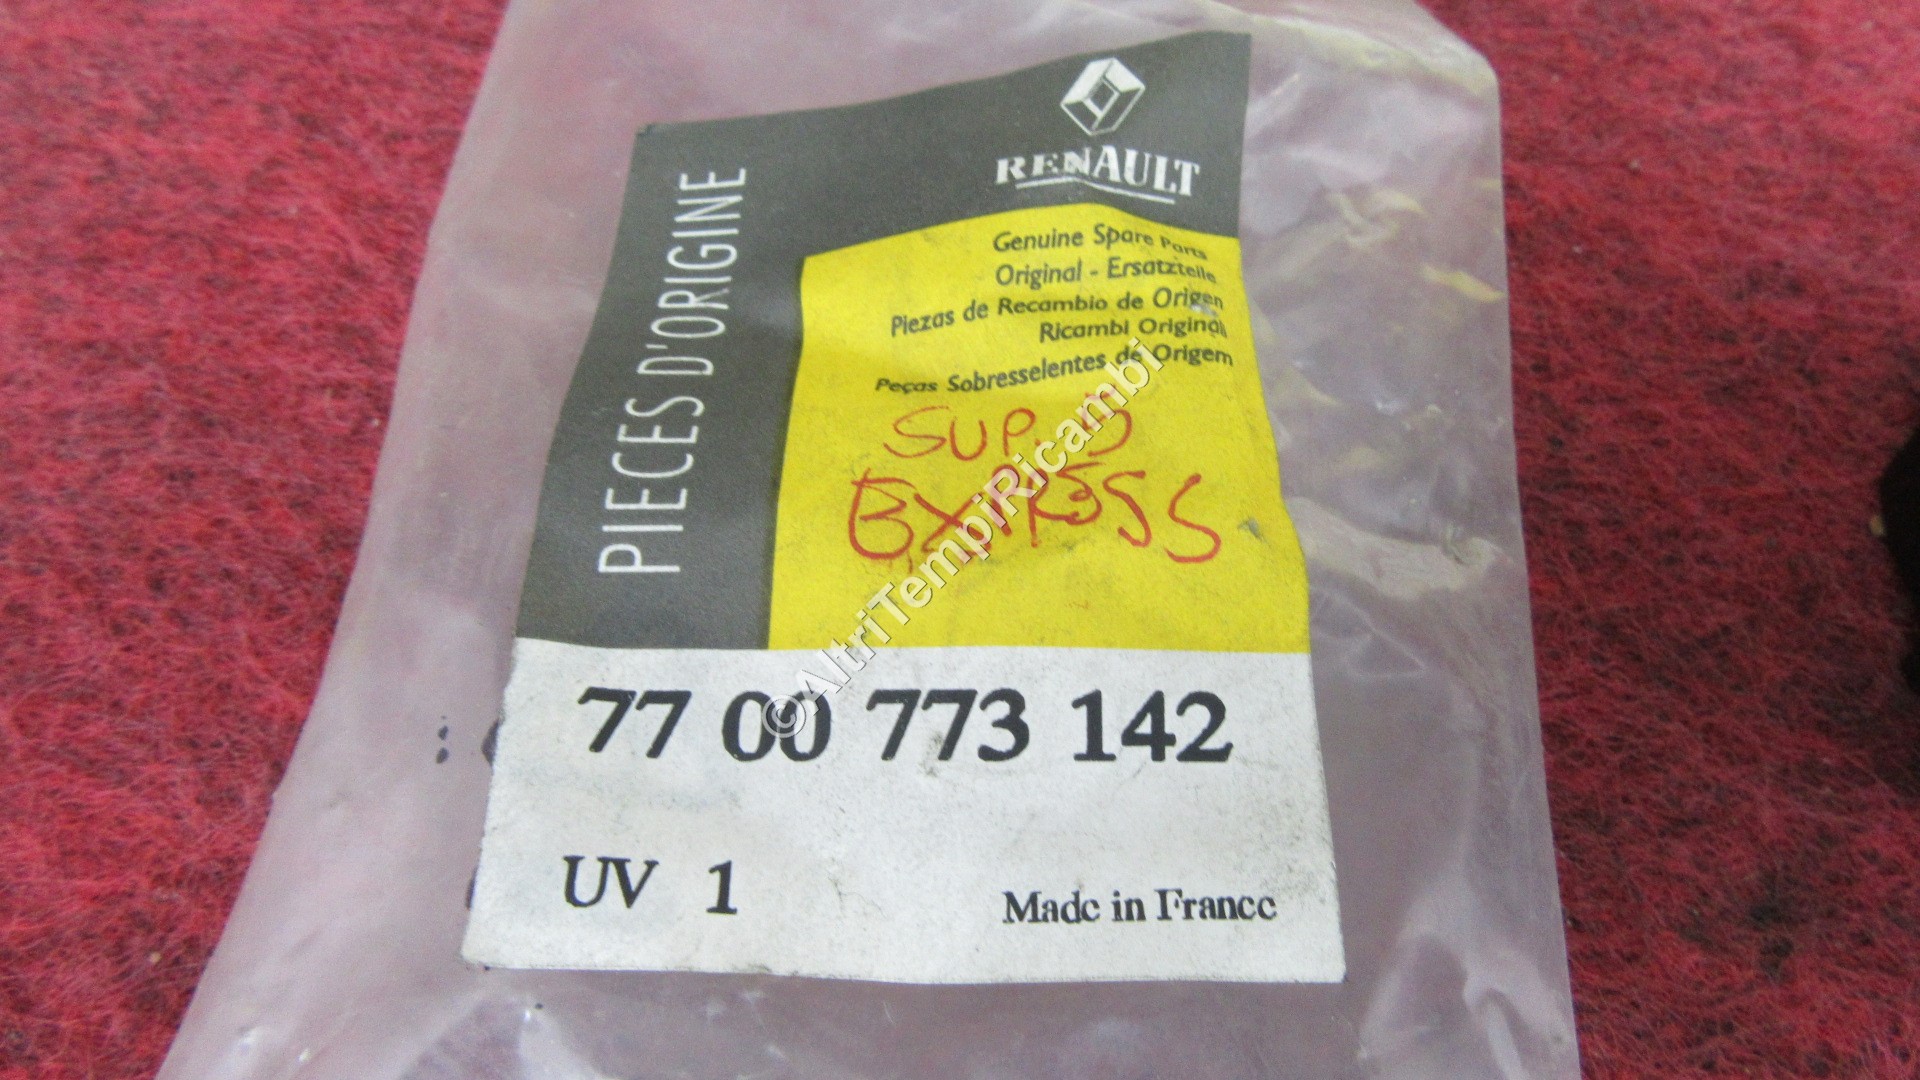 RENAULT
PIECES D'ORIGINE
Genuine Spare Parts
Original - Ersatzteile
Piezas de Recambio de Origen
Ricambi Originali
Peças Sobresselentes de Origem
SUP.
EXPRESS
77 00 773 142
UV 1
Made in France
©AltriTempiRicambi